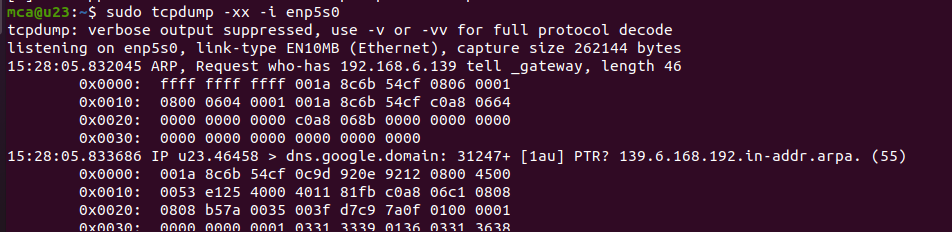 mca@u23:~$ sudo tcpdump -xx -i enp5s0
tcpdump: verbose output suppressed, use -v or -vv for full protocol decode
listening on enp5s0, link-type EN10MB (Ethernet), capture size 262144 bytes
15:28:05.832045 ARP, Request who-has 192.168.6.139 tell _gateway, length 46
0x0000:  ffff ffff ffff 001a 8c6b 54cf 0806 0001
0x0010:  0800 0604 0001 001a 8c6b 54cf c0a8 0664
0x0020:  0000 0000 0000 c0a8 068b 0000 0000 0000
0x0030:  0000 0000 0000 0000 0000 0000
15:28:05.833686 IP u23.46458 > dns.google.domain: 31247+ [1au] PTR? 139.6.168.192.in-addr.arpa. (55)
0x0000:  001a 8c6b 54cf 0c9d 920e 9212 0800 4500
0x0010:  0053 e125 4000 4011 81fb c0a8 06c1 0808
0x0020:  0808 b57a 0035 003f d7c9 7a0f 0100 0001
0x0030:  0000 0000 0001 0331 3339 0136 0331 3638